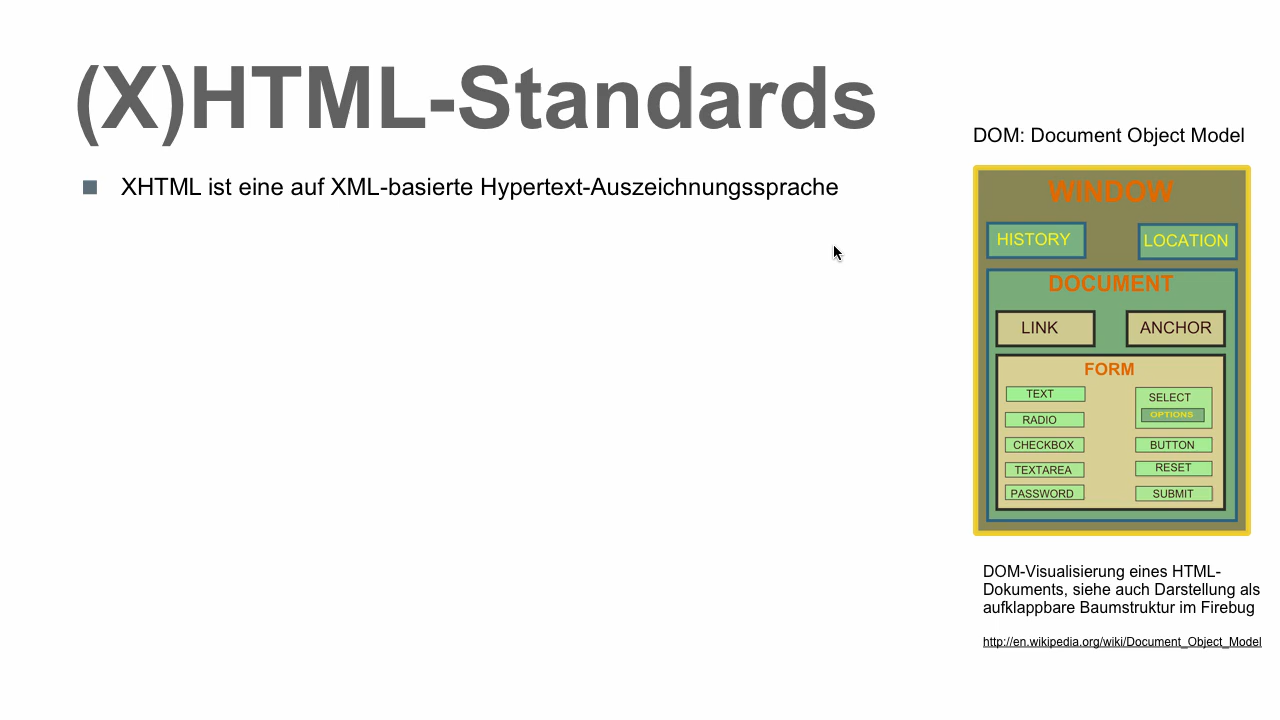 (X)HTML-Standards
XHTML ist eine auf XML-basierte Hypertext-Auszeichnungssprache
DOM: Document Object Model
WINDOW
HISTORY
LOCATION
DOCUMENT
LINK
ANCHOR
FORM
TEXT
RADIO
CHECKBOX
TEXTAREA
PASSWORD
SELECT
OPTIONS
BUTTON
RESET
SUBMIT
DOM-Visualisierung eines HTML-
Dokuments, siehe auch Darstellung als
aufklappbare Baumstruktur im Firebug
http://en.wikipedia.org/wiki/Document_Object_Model